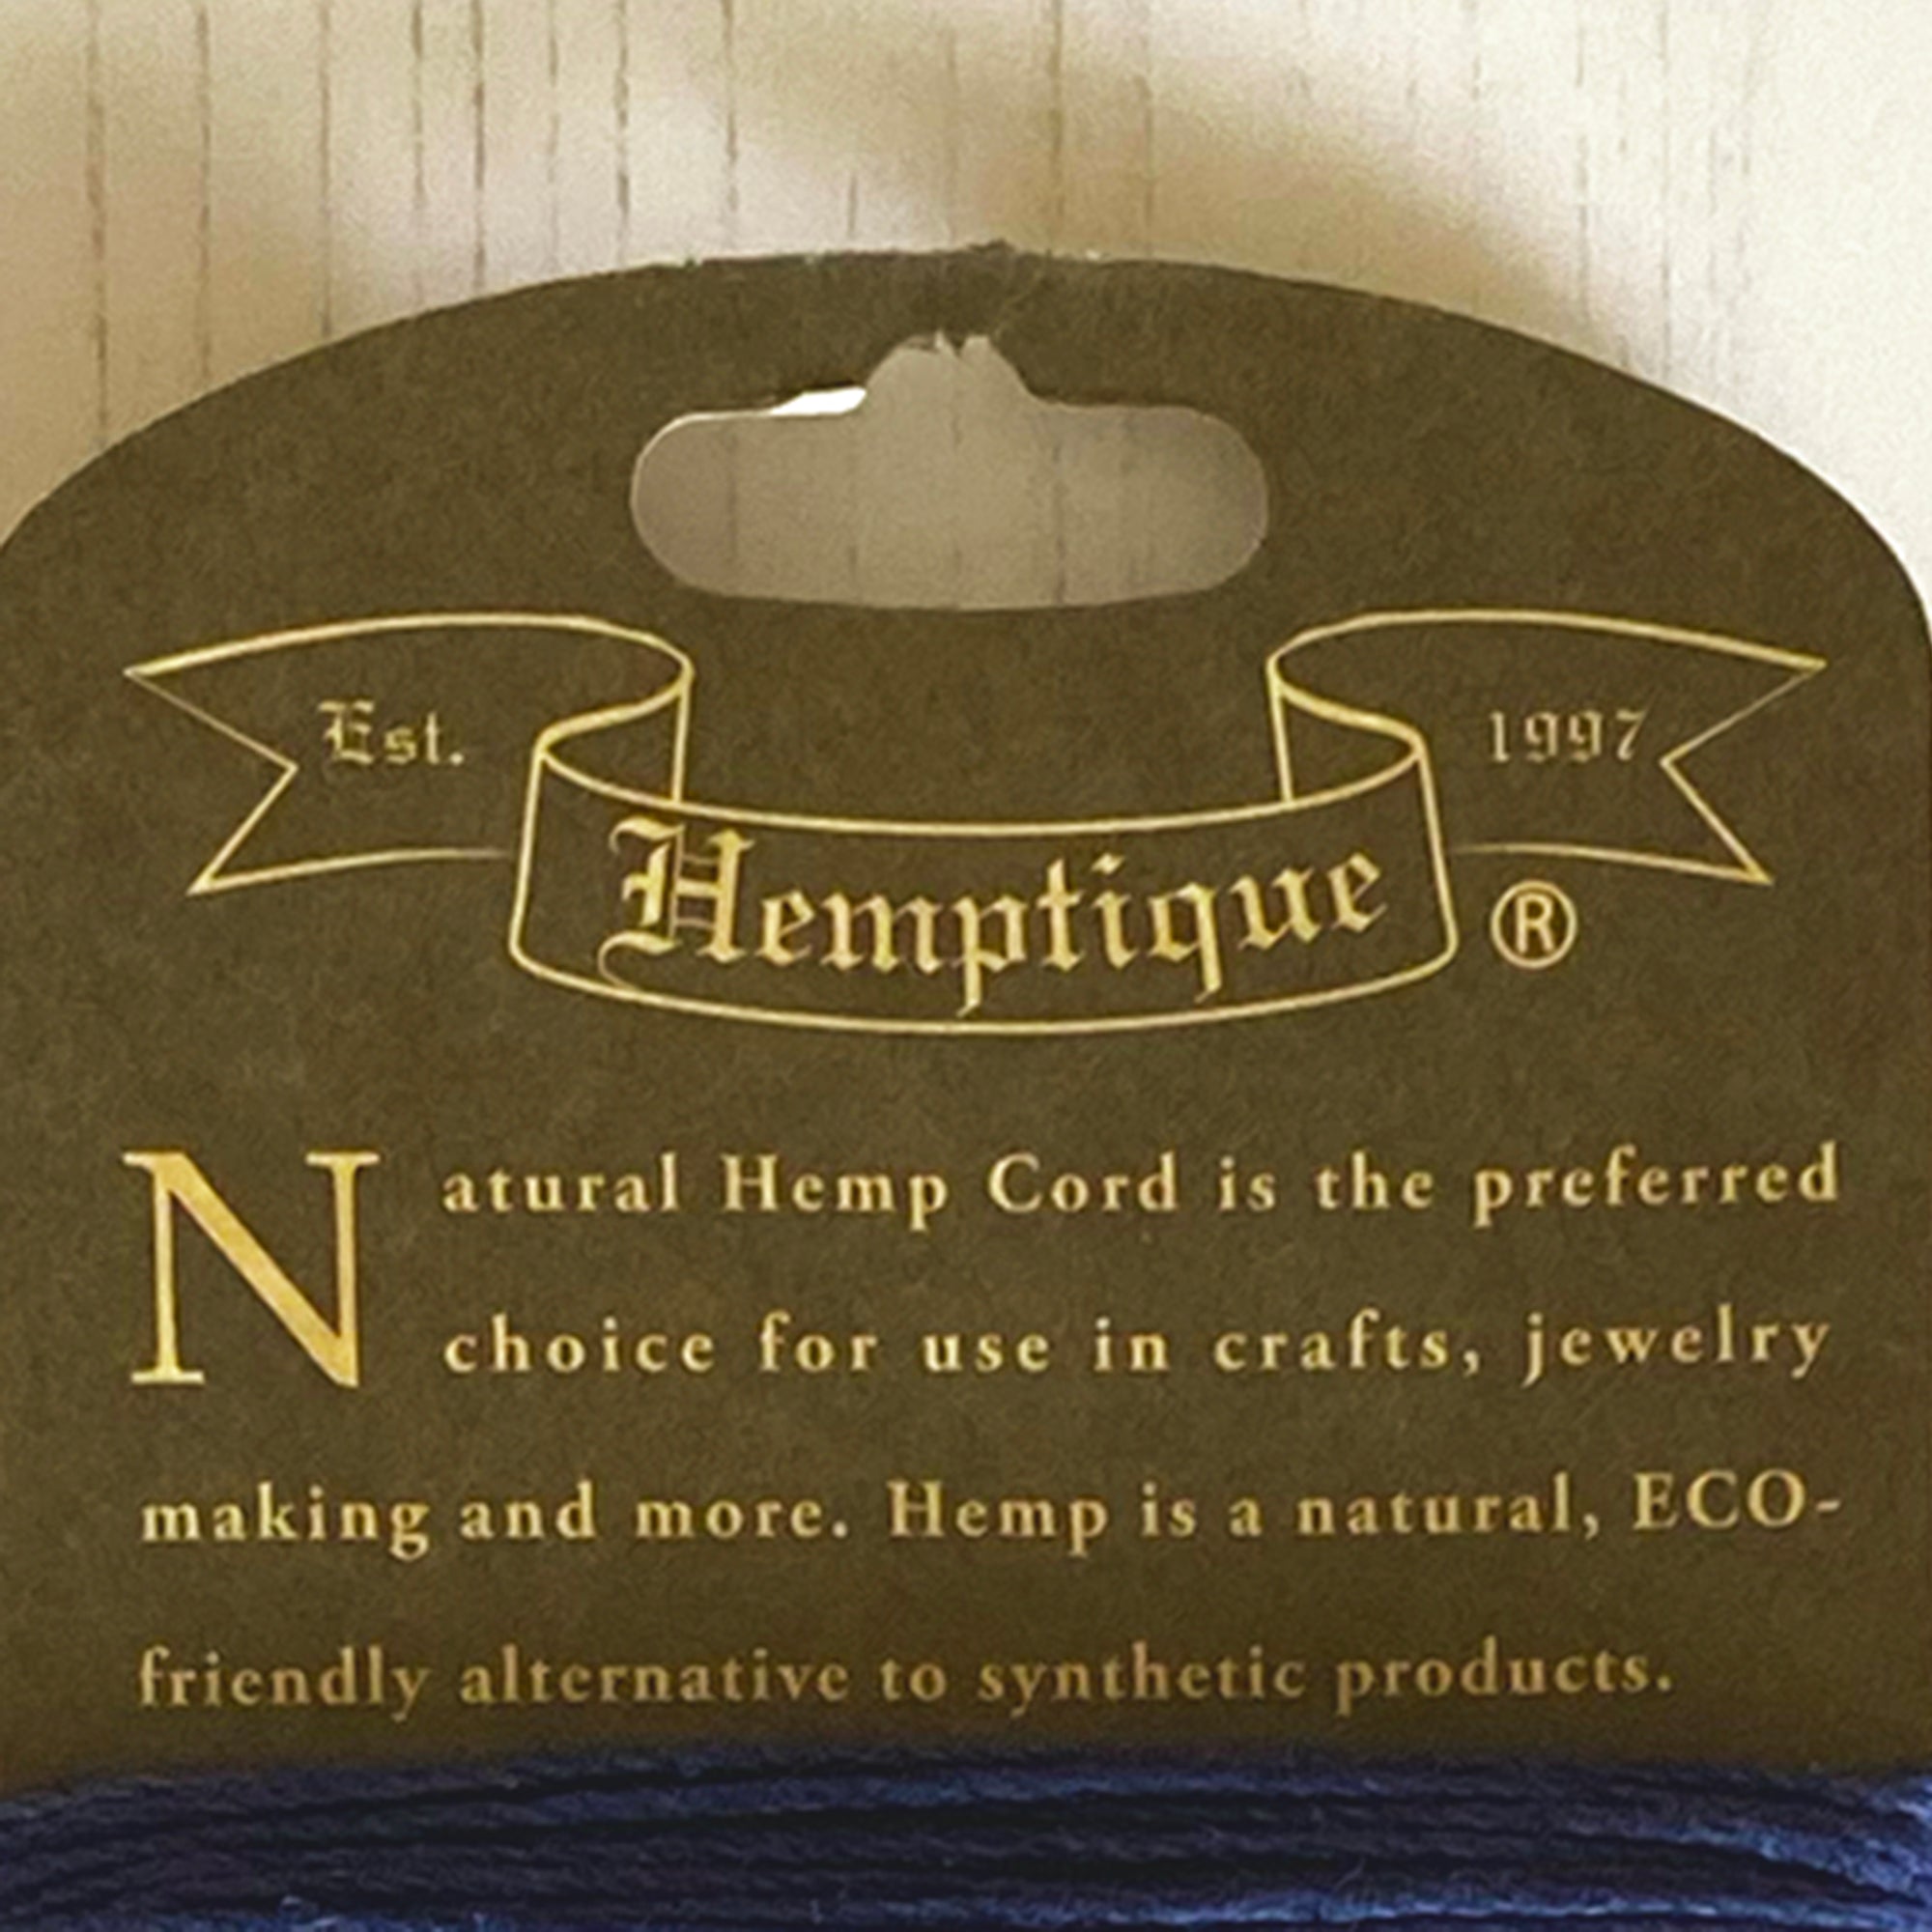 Est. 1997
Hemptique ®
Natural Hemp Cord is the preferred
choice for use in crafts, jewelry
making and more. Hemp is a natural, ECO-
friendly alternative to synthetic products.